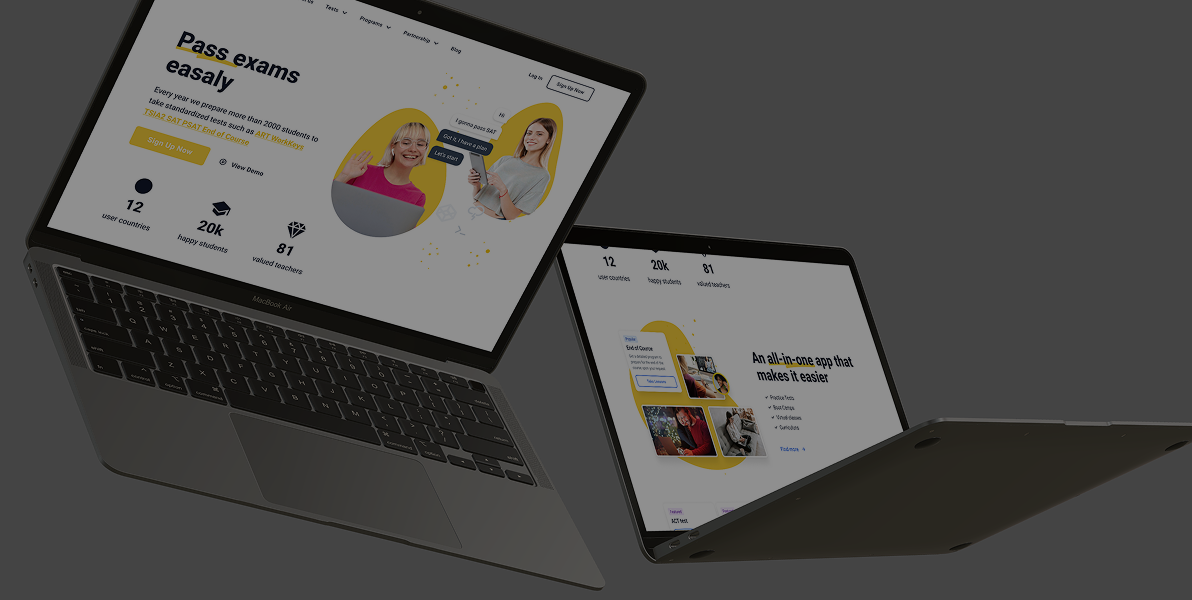 Tests
Programs
Partnership
Blog
Log In
Sign Up Now
Pass exams
easaly
Every year we prepare more than 2000 students to
take standardized tests such as ART WorkKeys
TSIA2 SAT PSAT End of Course
Sign Up Now
View Demo
Hi
I gonna pass SAT
Got it, I have a plan
Let's start
12
user countries
20k
happy students
81
valued teachers
MacBook Air
12
user countries
20k
happy students
81
valued teachers
End of Course
An all-in-one app that
makes it easier
Practice Tests
Boot Camps
Virtual classes
Curriculums
Find more
ACT test